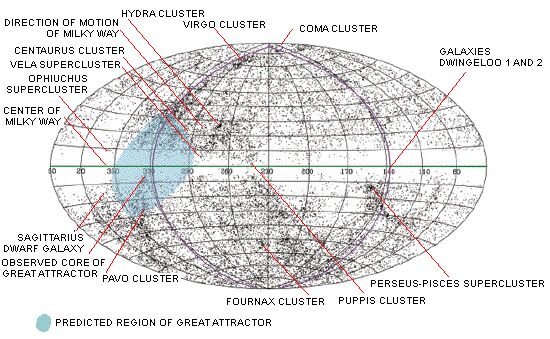 HYDRA CLUSTER
DIRECTION OF MOTION
OF MILKY WAY
VIRGO CLUSTER
COMA CLUSTER
CENTAURUS CLUSTER
VELA SUPERCLUSTER
OPHIUCHUS
SUPERCLUSTER
CENTER OF
MILKY WAY
GALAXIES
DWINGELOO 1 AND 2
50 20 350 320 290 260 230 200 170 140 110 80
SAGITTARIUS
DWARF GALAXY
OBSERVED CORE OF
GREAT ATTRACTOR
PAVO CLUSTER
FOURNAX CLUSTER
PUPPIS CLUSTER
PERSEUS-PISCES SUPERCLUSTER
PREDICTED REGION OF GREAT ATTRACTOR